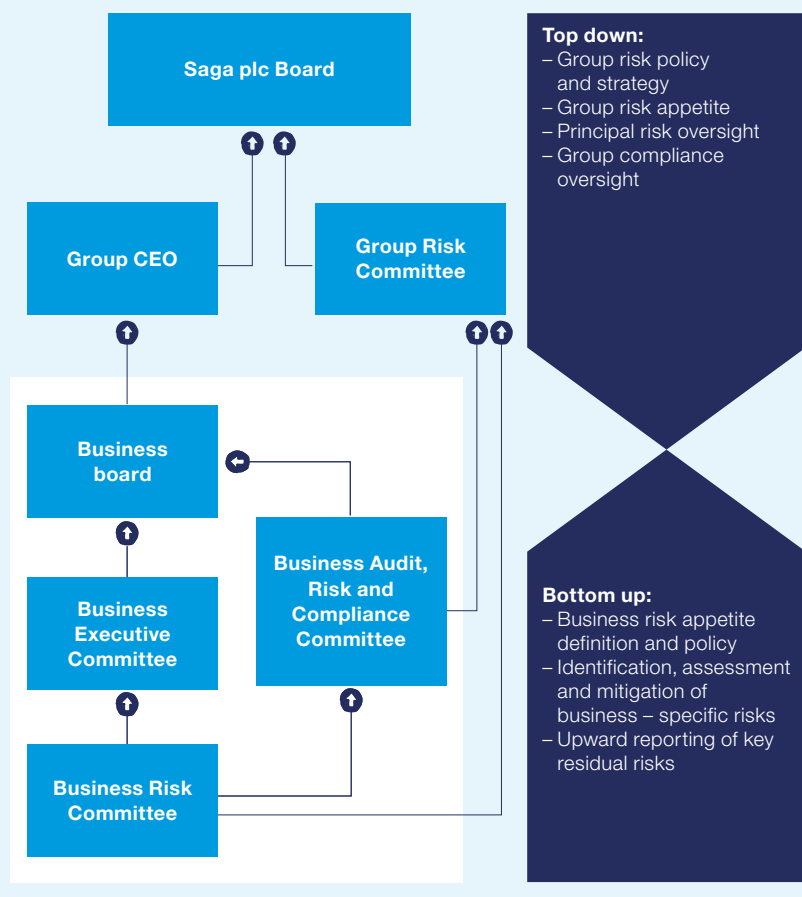 Saga plc Board
Group CEO
Group Risk
Committee
Business
board
Business Audit,
Risk and
Compliance
Committee
Business
Executive
Committee
Business Risk
Committee
Top down:
– Group risk policy
and strategy
– Group risk appetite
– Principal risk oversight
– Group compliance
oversight
Bottom up:
– Business risk appetite
definition and policy
– Identification, assessment
and mitigation of
business – specific risks
– Upward reporting of key
residual risks